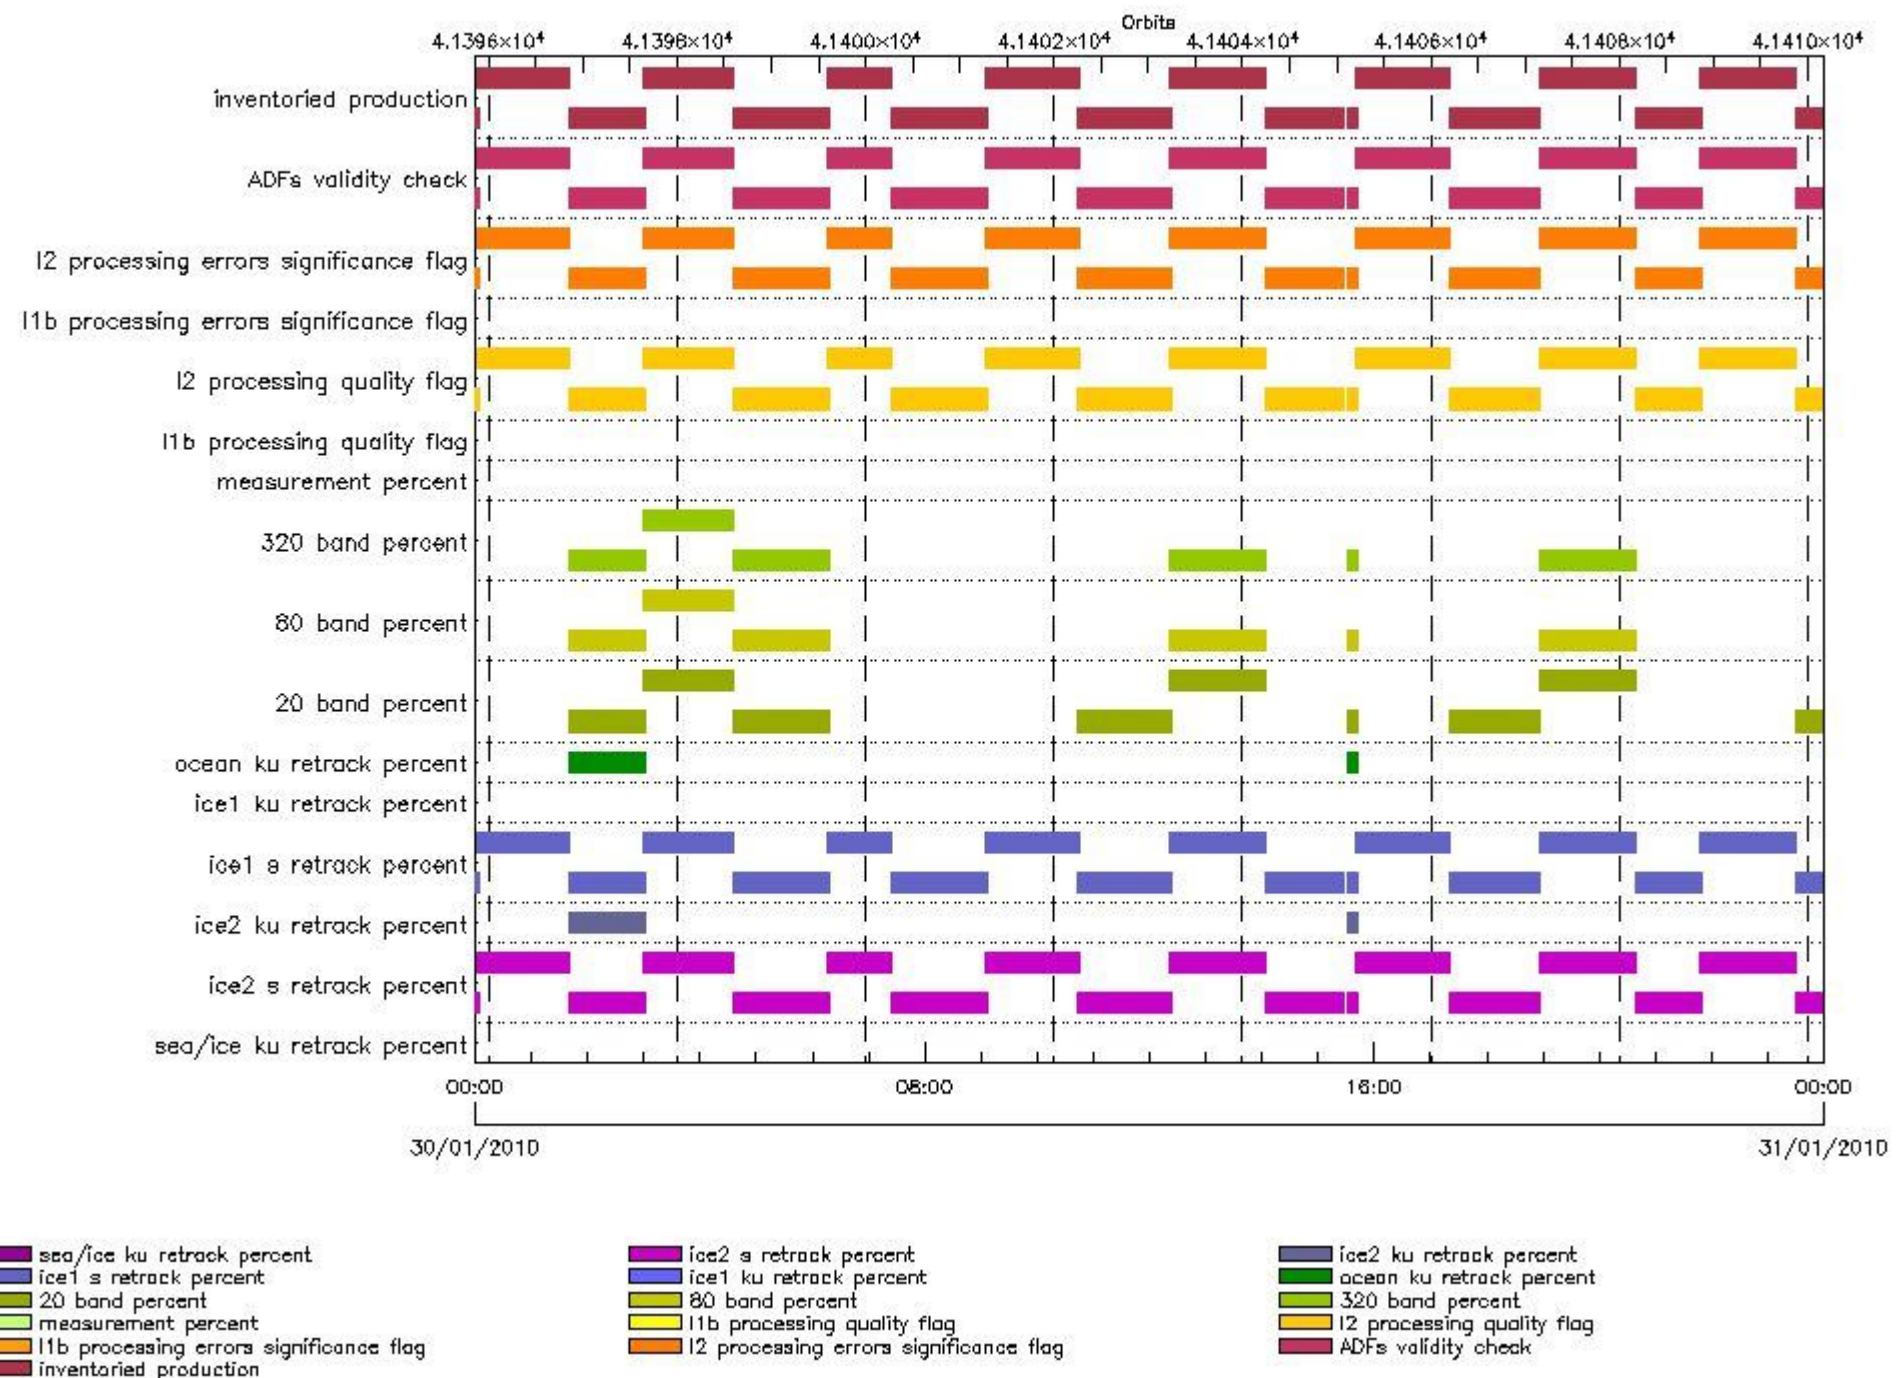 Orbits
4.1396×10⁴ 4.1398×10⁴ 4.1400×10⁴ 4.1402×10⁴ 4.1404×10⁴ 4.1406×10⁴ 4.1408×10⁴ 4.1410×10⁴
inventoried production
ADFs validity check
l2 processing errors significance flag
l1b processing errors significance flag
l2 processing quality flag
l1b processing quality flag
measurement percent
320 band percent
80 band percent
20 band percent
ocean ku retrack percent
ice1 ku retrack percent
ice1 s retrack percent
ice2 ku retrack percent
ice2 s retrack percent
sea/ice ku retrack percent
00:00 08:00 16:00 00:00
30/01/2010 31/01/2010
sea/ice ku retrack percent ice2 s retrack percent ice2 ku retrack percent
ice1 s retrack percent ice1 ku retrack percent ocean ku retrack percent
20 band percent 80 band percent 320 band percent
measurement percent l1b processing quality flag l2 processing quality flag
l1b processing errors significance flag l2 processing errors significance flag ADFs validity check
inventoried production